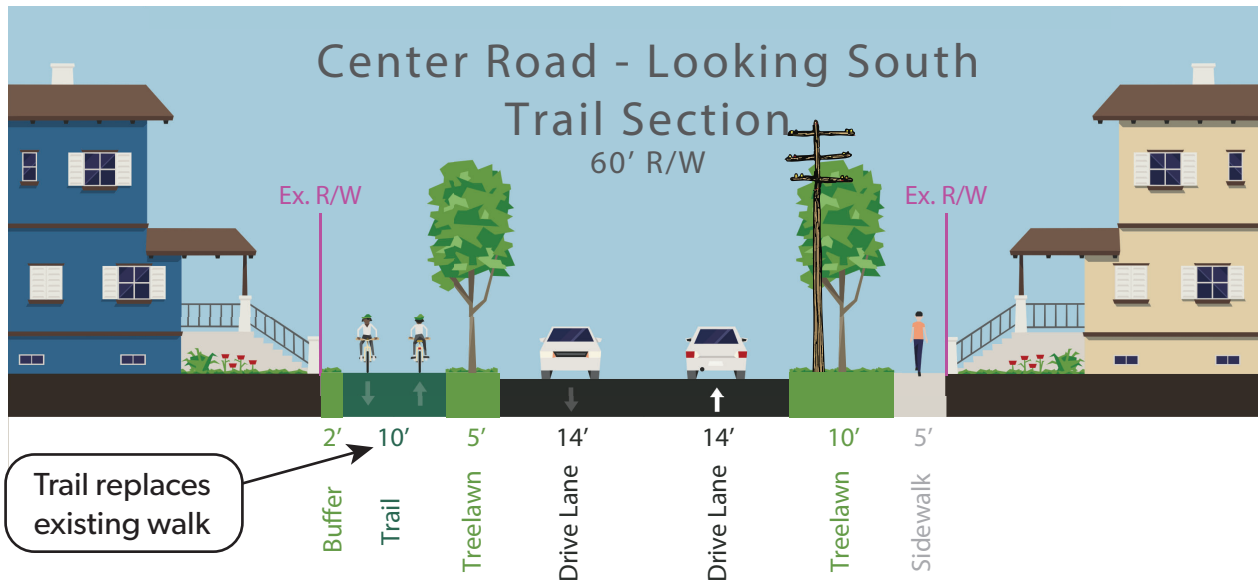 Center Road - Looking South
Trail Section
60’ R/W
Ex. R/W
Ex. R/W
2’
10’
5’
14’
14’
10’
5’
Buffer
Trail
Treelawn
Drive Lane
Drive Lane
Treelawn
Sidewalk
Trail replaces
existing walk